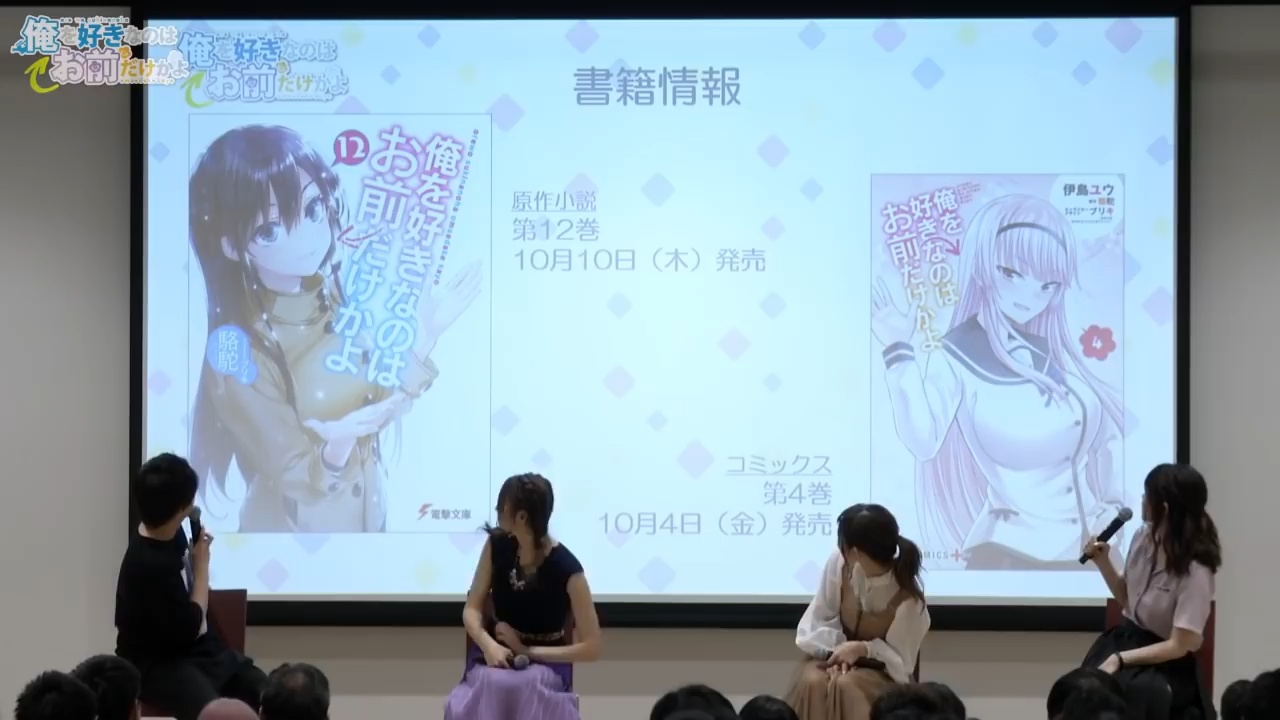 俺を好きなのは
お前だけかよ
俺を好きなのは
お前だけかよ
書籍情報
12
俺を好きなのは
お前だけかよ
駱駝
電撃文庫
原作小説
第12巻
10月10日（木）発売
伊島ユウ
ブリキ
俺を
好きなのは
お前だけかよ
4
コミックス
第4巻
10月4日（金）発売